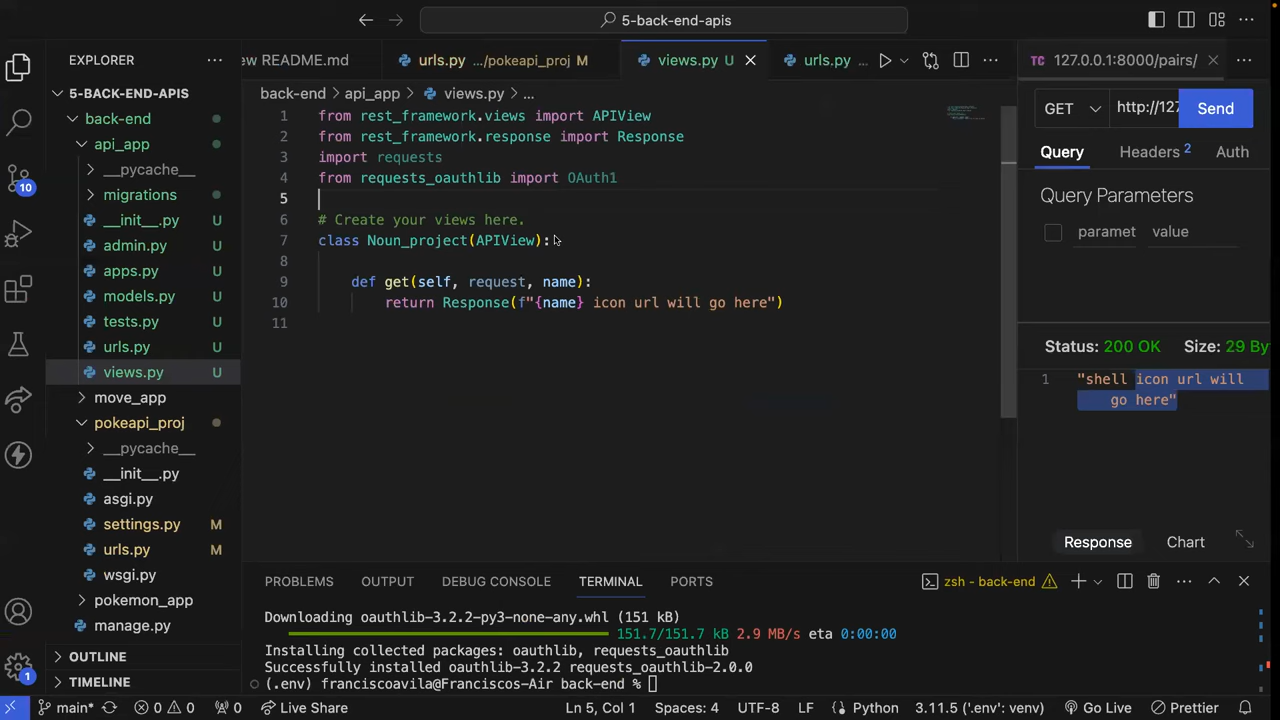 5-back-end-apis
EXPLORER
5-BACK-END-APIS
back-end
api_app
__pycache__
migrations
__init__.py U
admin.py U
apps.py U
models.py U
tests.py U
urls.py U
views.py U
move_app
pokeapi_proj
__pycache__
__init__.py
asgi.py
settings.py M
urls.py M
wsgi.py
pokemon_app
manage.py
OUTLINE
TIMELINE
10
1
ew README.md
urls.py .../pokeapi_proj M
views.py U
urls.py ...
back-end > api_app > views.py > ...
1 from rest_framework.views import APIView
2 from rest_framework.response import Response
3 import requests
4 from requests_oauthlib import OAuth1
5
6 # Create your views here.
7 class Noun_project(APIView):
8
9 def get(self, request, name):
10 return Response(f"{name} icon url will go here")
11
TC 127.0.0.1:8000/pairs/
GET http://127 Send
Query Headers 2 Auth
Query Parameters
paramet value
Status: 200 OK Size: 29 By
1 "shell icon url will
go here"
Response Chart
PROBLEMS OUTPUT DEBUG CONSOLE TERMINAL PORTS
zsh - back-end
Downloading oauthlib-3.2.2-py3-none-any.whl (151 kB)
151.7/151.7 kB 2.9 MB/s eta 0:00:00
Installing collected packages: oauthlib, requests_oauthlib
Successfully installed oauthlib-3.2.2 requests_oauthlib-2.0.0
(.env) franciscoavila@Franciscos-Air back-end %
main* 0 0 0 Live Share Ln 5, Col 1 Spaces: 4 UTF-8 LF Python 3.11.5 ('.env': venv) Go Live Prettier